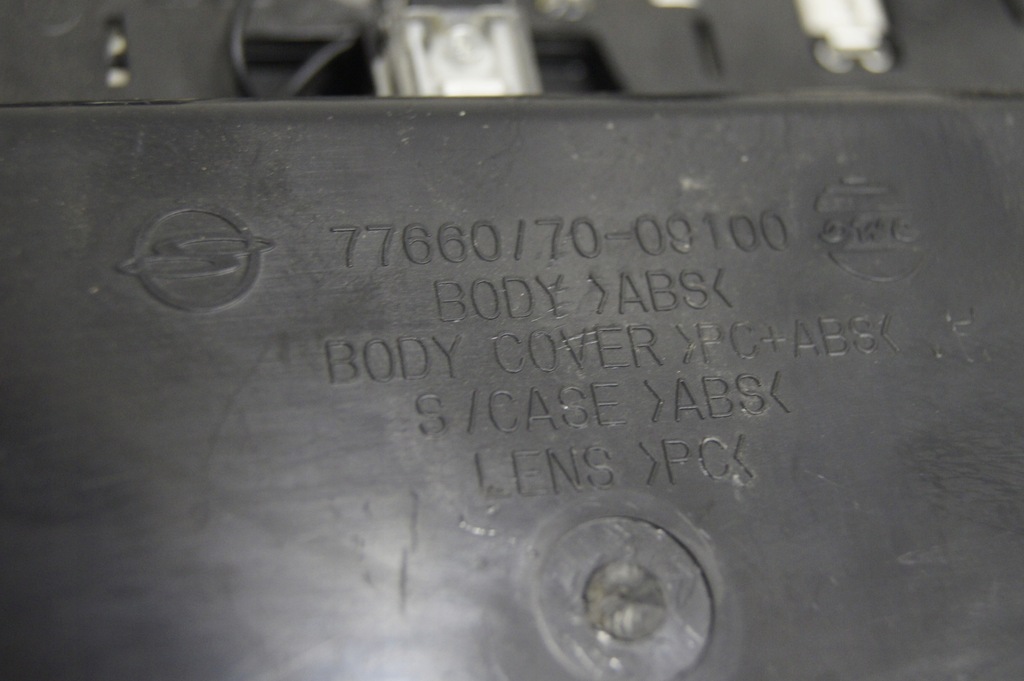 77660/70-09100
BODY >ABS<
BODY COVER >PC+ABS<
S/CASE >ABS<
LENS >PC<